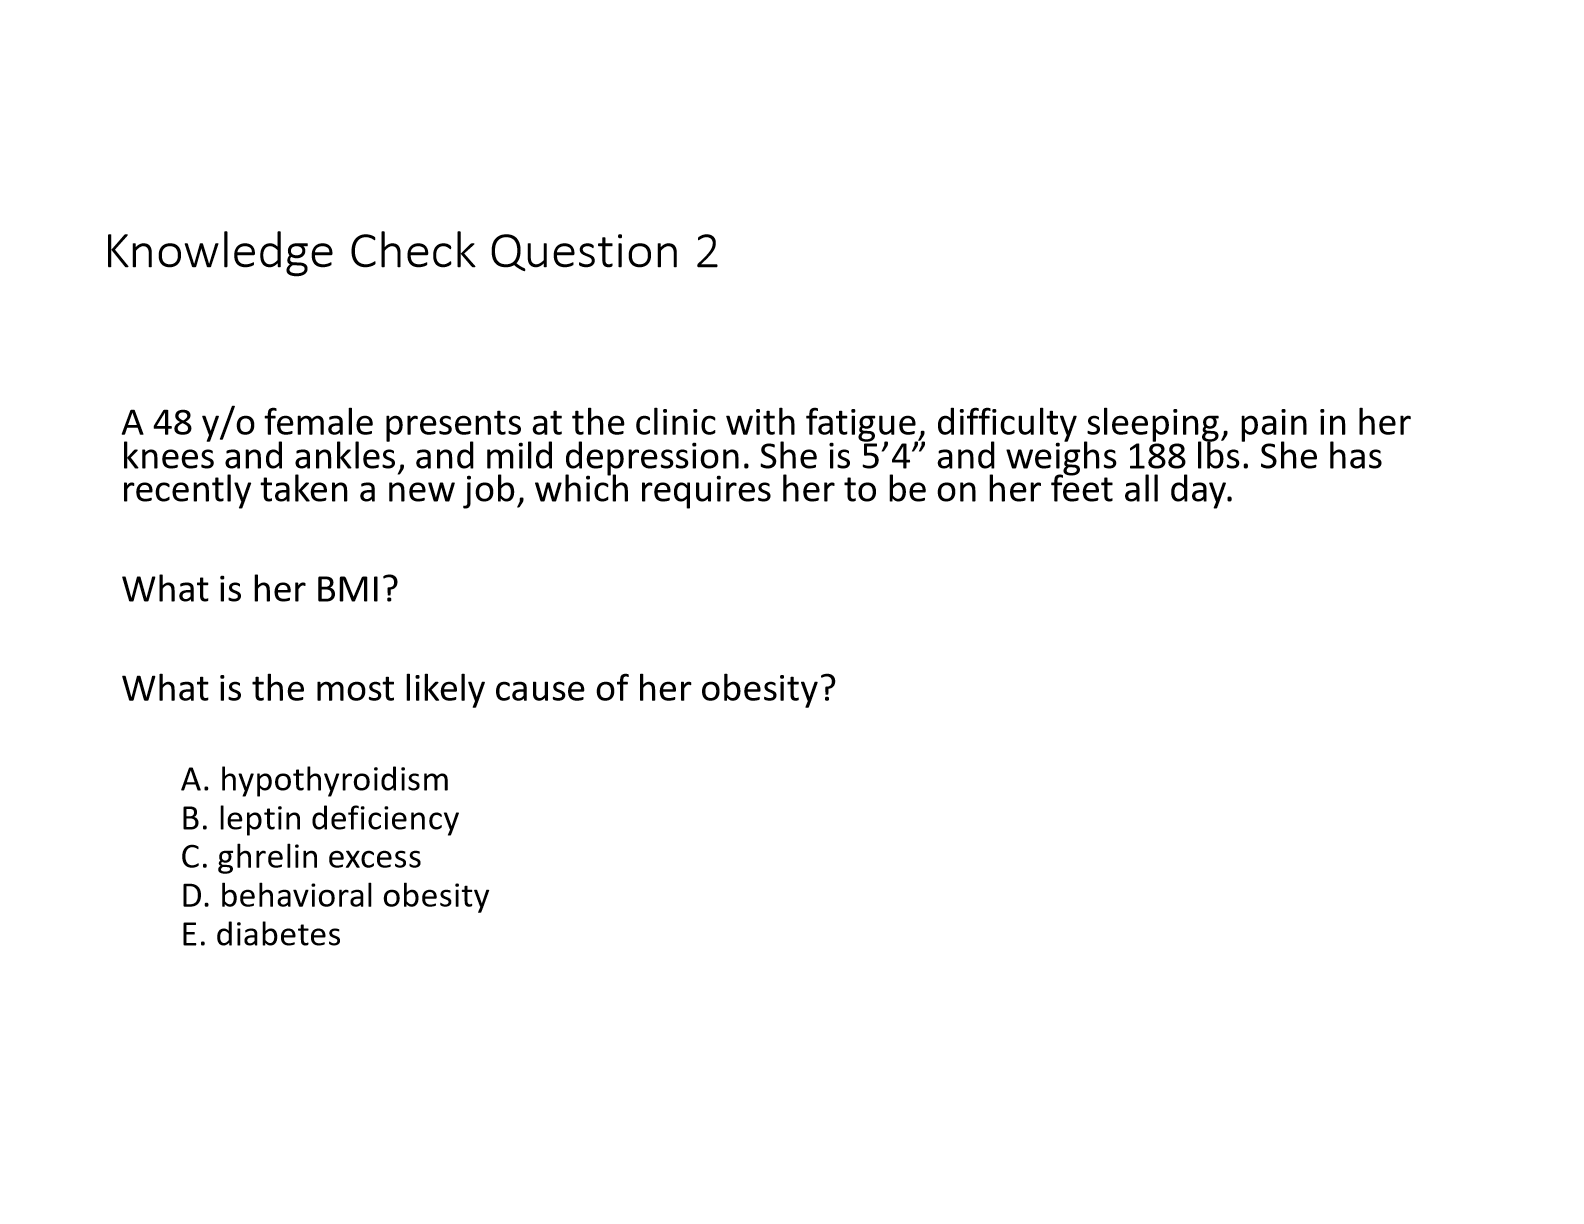 Knowledge Check Question 2
A 48 y/o female presents at the clinic with fatigue, difficulty sleeping, pain in her
knees and ankles, and mild depression. She is 5’4” and weighs 188 lbs. She has
recently taken a new job, which requires her to be on her feet all day.
What is her BMI?
What is the most likely cause of her obesity?
A. hypothyroidism
B. leptin deficiency
C. ghrelin excess
D. behavioral obesity
E. diabetes